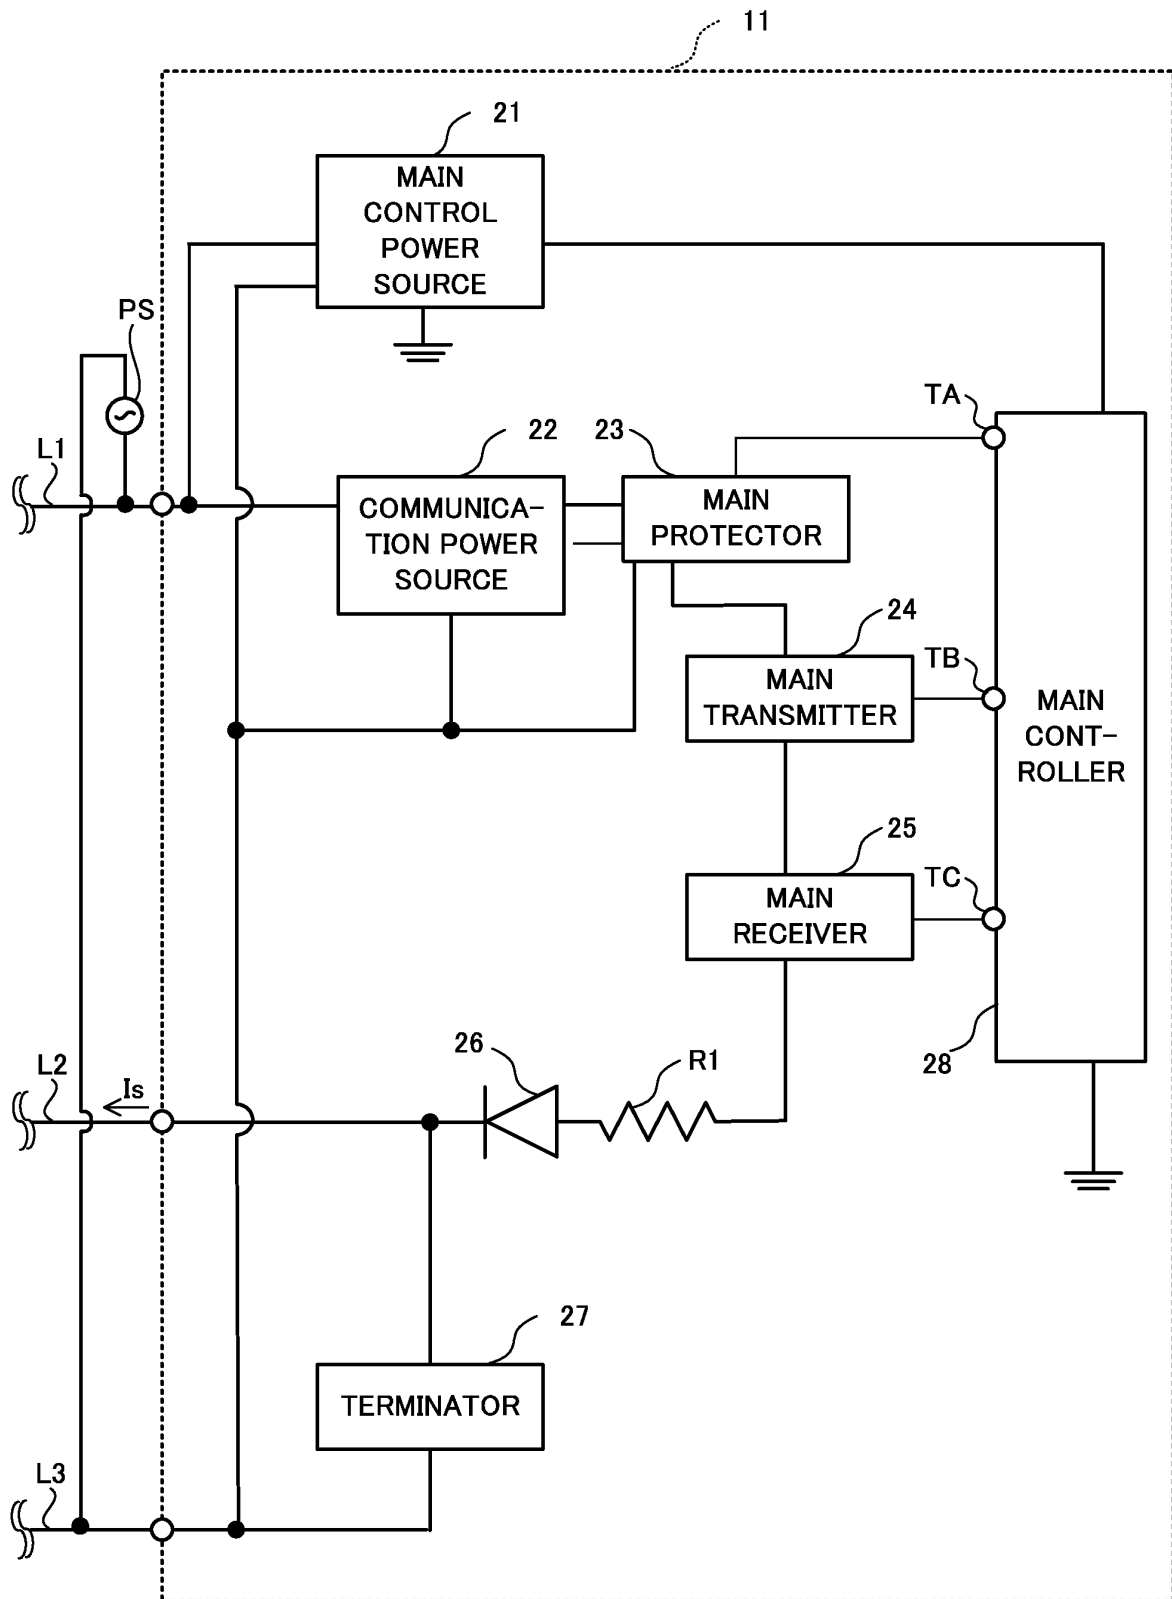 11
21
MAIN
CONTROL
POWER
SOURCE
PS
TA
L1
22
23
COMMUNICA-
TION POWER
SOURCE
MAIN
PROTECTOR
24
TB
MAIN
TRANSMITTER
MAIN
CONT-
ROLLER
25
TC
MAIN
RECEIVER
26
R1
28
L2
Is
27
TERMINATOR
L3